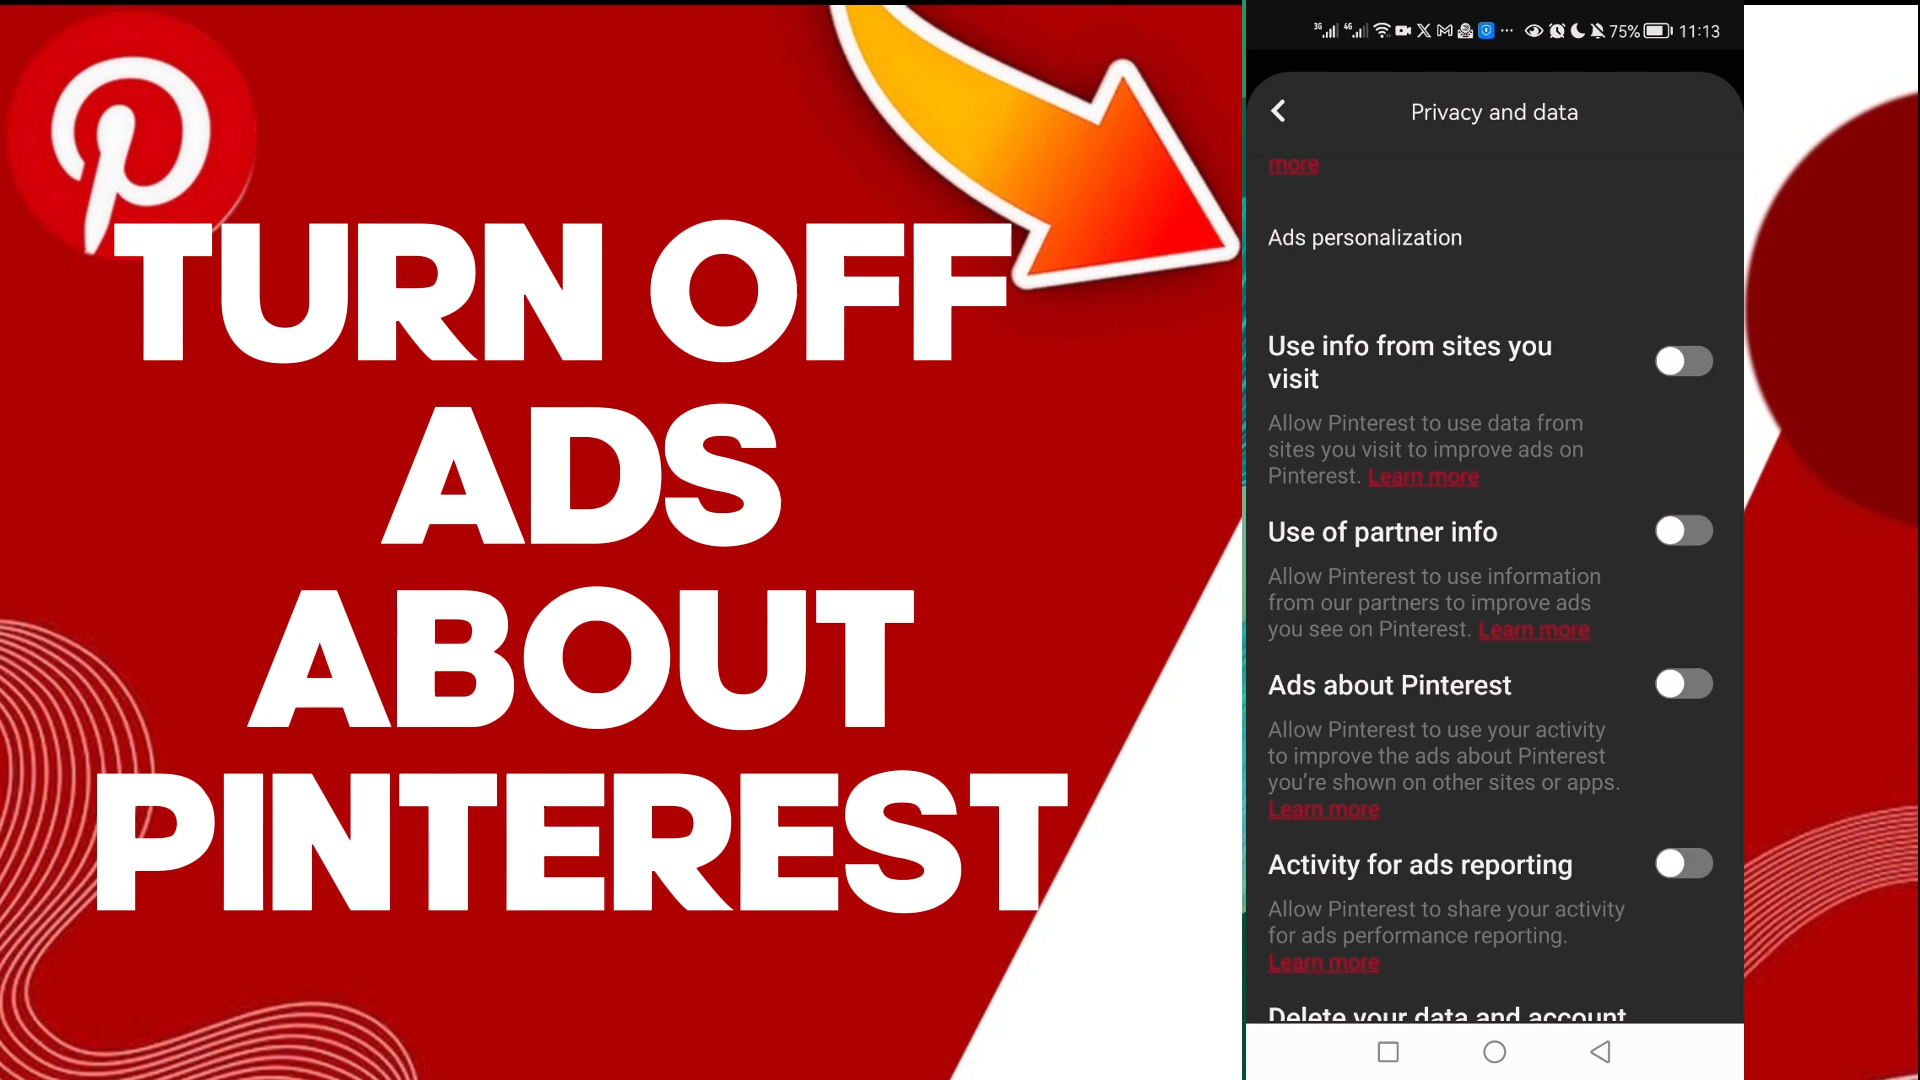 TURN OFF
ADS
ABOUT
PINTEREST
3G 4G 75% 11:13
Privacy and data
more
Ads personalization
Use info from sites you
visit
Allow Pinterest to use data from
sites you visit to improve ads on
Pinterest. Learn more
Use of partner info
Allow Pinterest to use information
from our partners to improve ads
you see on Pinterest. Learn more
Ads about Pinterest
Allow Pinterest to use your activity
to improve the ads about Pinterest
you’re shown on other sites or apps.
Learn more
Activity for ads reporting
Allow Pinterest to share your activity
for ads performance reporting.
Learn more
Delete your data and account